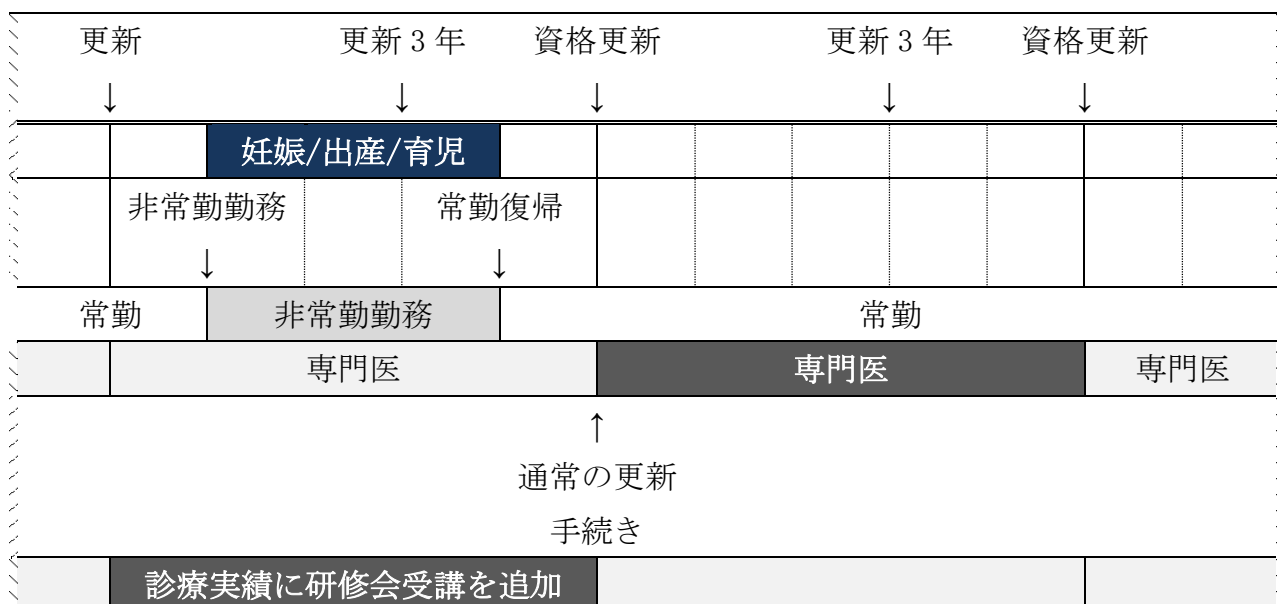 更新 更新３年 資格更新 更新３年 資格更新
↓ ↓ ↓ ↓ ↓
妊娠/出産/育児
非常勤勤務 常勤復帰
↓ ↓
常勤 非常勤勤務 常勤
専門医 専門医 専門医
↑
通常の更新
手続き
診療実績に研修会受講を追加